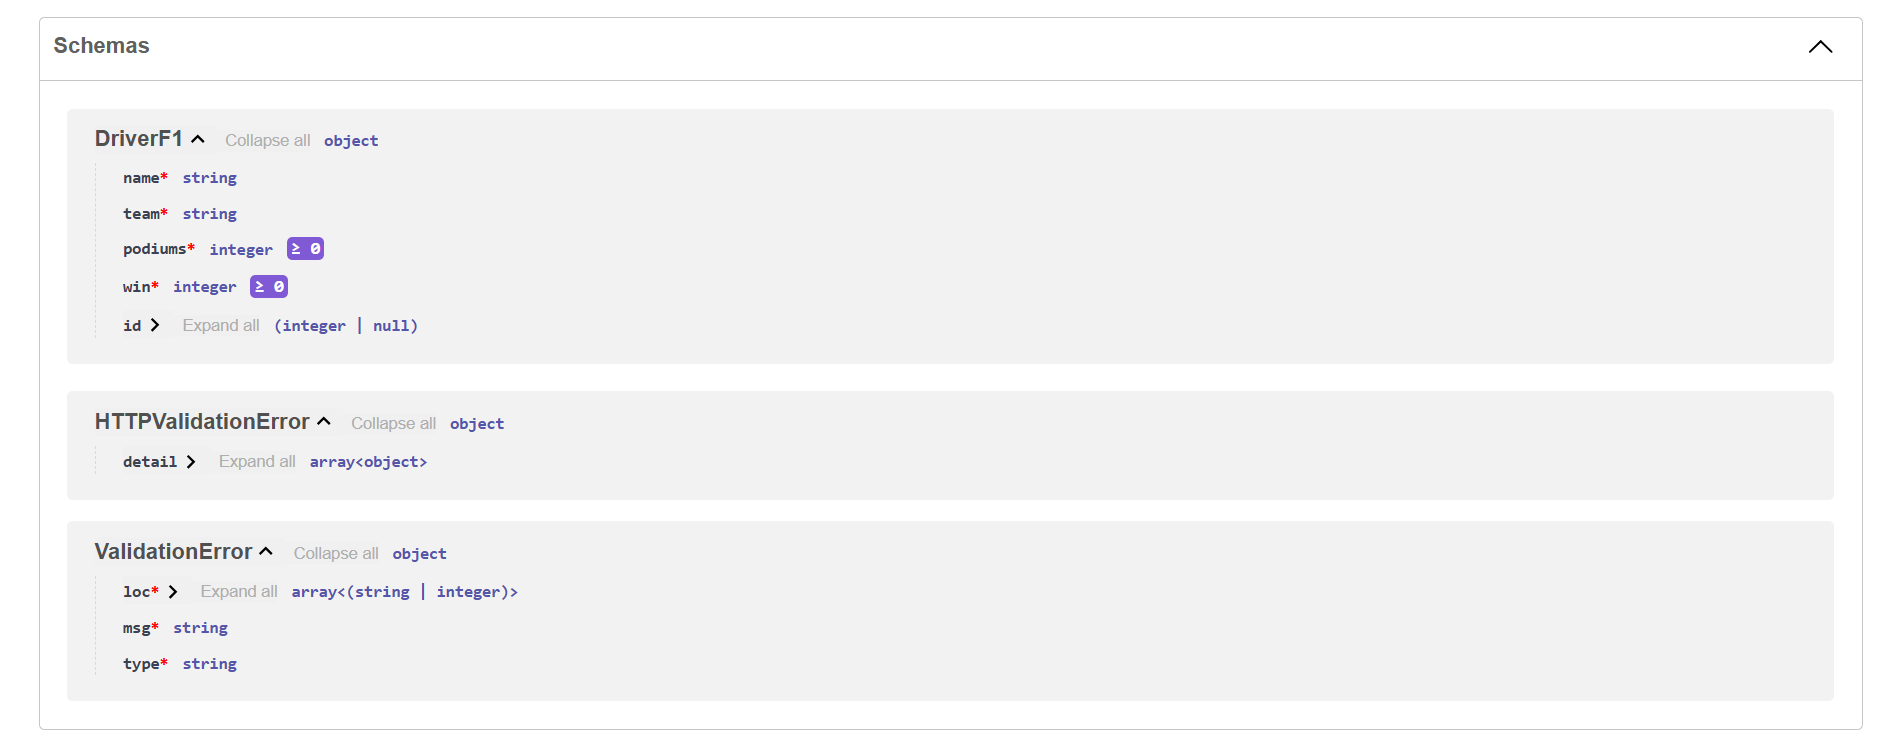 Schemas
DriverF1 Collapse all object
name* string
team* string
podiums* integer ≥ 0
win* integer ≥ 0
id Expand all (integer | null)
HTTPValidationError Collapse all object
detail Expand all array<object>
ValidationError Collapse all object
loc* Expand all array<(string | integer)>
msg* string
type* string